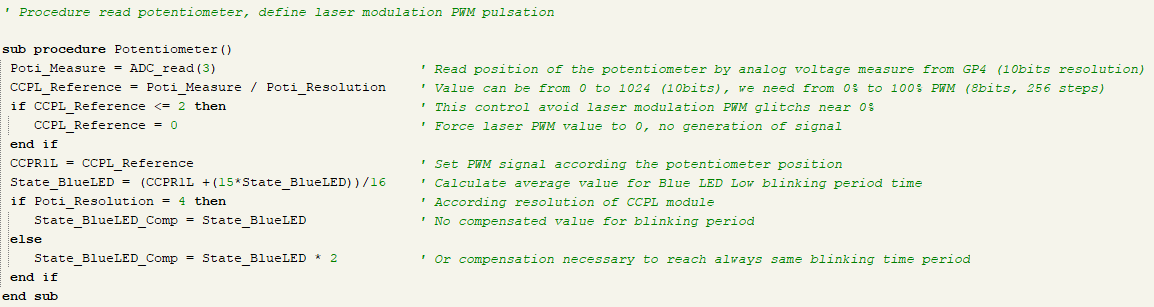 ' Procedure read potentiometer, define laser modulation PWM pulsation
sub procedure Potentiometer()
Poti_Measure = ADC_read(3) ' Read position of the potentiometer by analog voltage measure from GP4 (10bits resolution)
CCPL_Reference = Poti_Measure / Poti_Resolution ' Value can be from 0 to 1024 (10bits), we need from 0% to 100% PWM (8bits, 256 steps)
if CCPL_Reference <= 2 then ' This control avoid laser modulation PWM glitchs near 0%
CCPL_Reference = 0 ' Force laser PWM value to 0, no generation of signal
end if
CCPR1L = CCPL_Reference ' Set PWM signal according the potentiometer position
State_BlueLED = (CCPR1L +(15*State_BlueLED))/16 ' Calculate average value for Blue LED Low blinking period time
if Poti_Resolution = 4 then ' According resolution of CCPL module
State_BlueLED_Comp = State_BlueLED ' No compensated value for blinking period
else
State_BlueLED_Comp = State_BlueLED * 2 ' Or compensation necessary to reach always same blinking time period
end if
end sub